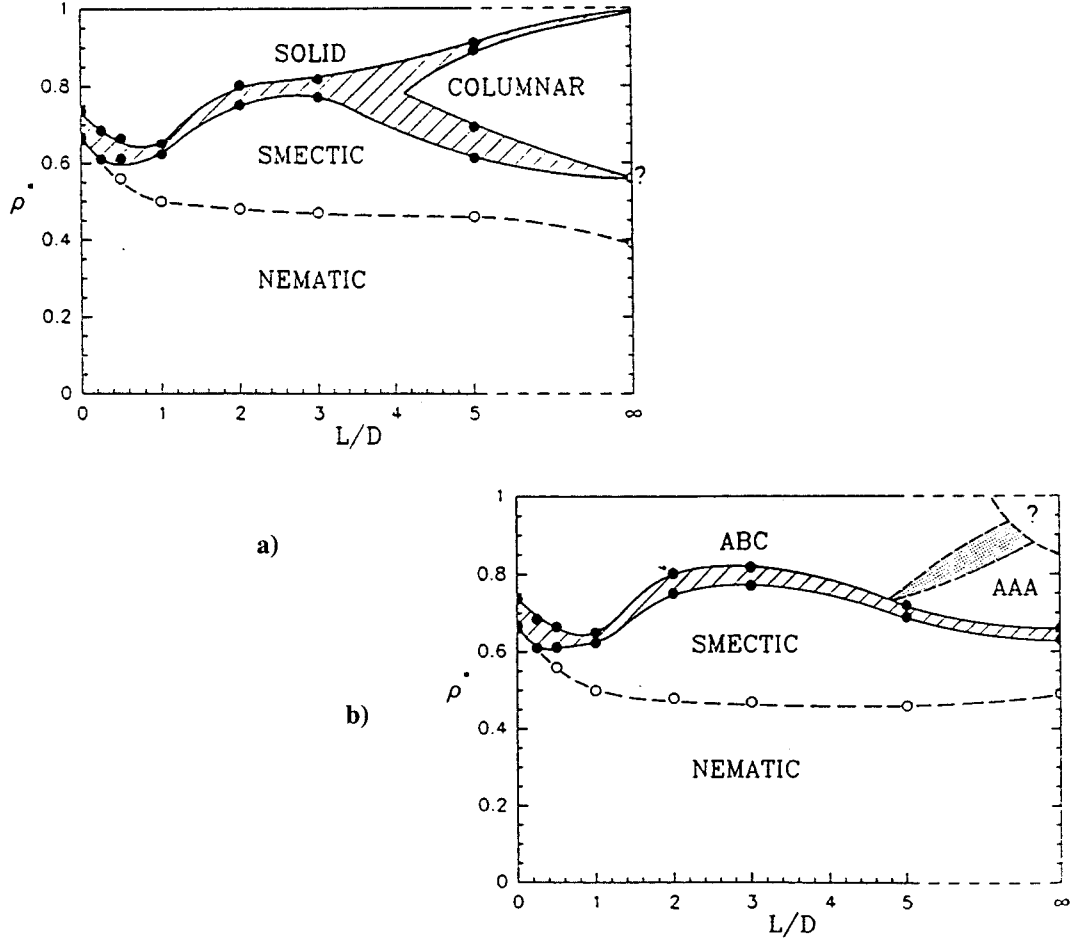 1
SOLID
0.8
COLUMNAR
SMECTIC
0.6
?
ρ*
0.4
NEMATIC
0.2
0
0 1 2 3 4 5 ∞
L/D
a)
1
?
ABC
0.8
AAA
SMECTIC
0.6
ρ*
b)
0.4
NEMATIC
0.2
0
0 1 2 3 4 5 ∞
L/D